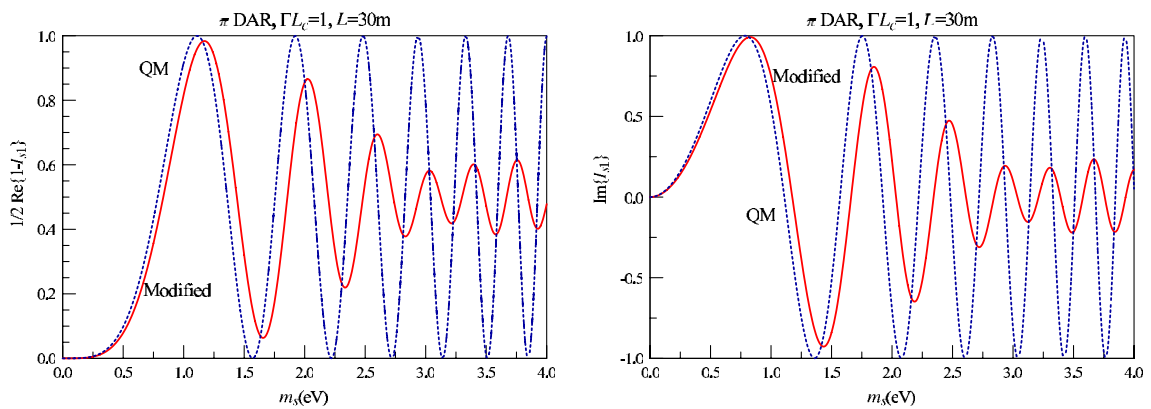 π DAR, ΓL_c=1, L=30m
1/2 Re{1-I_{s1}}
1.0
0.8
0.6
0.4
0.2
0.0
QM
Modified
0.0 0.5 1.0 1.5 2.0 2.5 3.0 3.5 4.0
m_s(eV)
π DAR, ΓL_c=1, L=30m
Im{I_{s1}}
1.0
0.5
0.0
-0.5
-1.0
Modified
QM
0.0 0.5 1.0 1.5 2.0 2.5 3.0 3.5 4.0
m_s(eV)